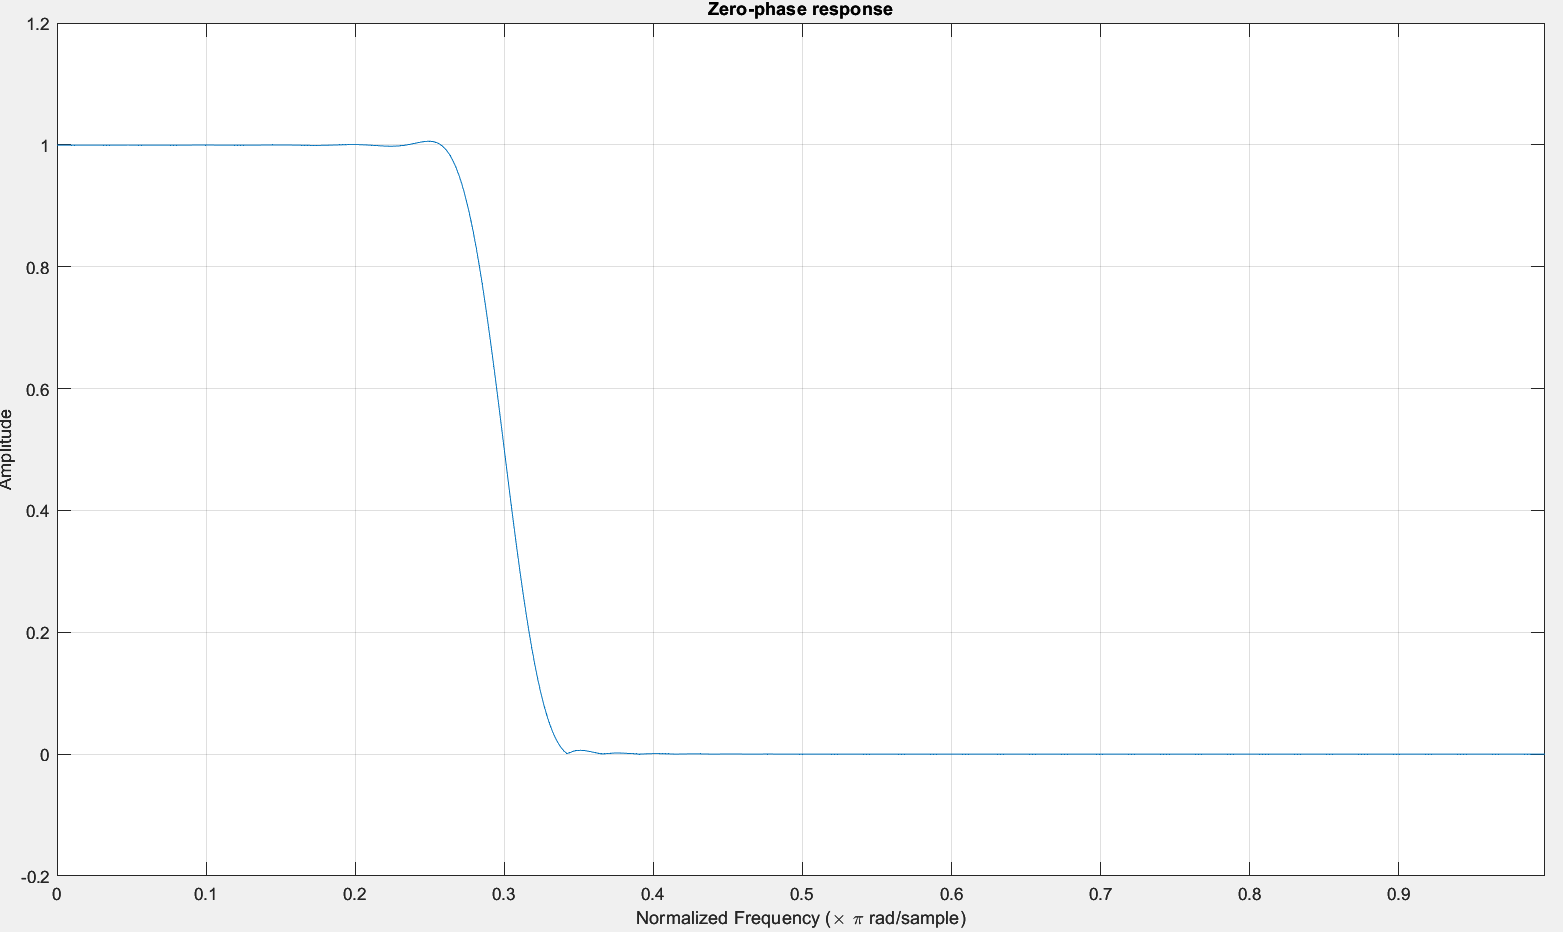 Zero-phase response
1.2
1
0.8
0.6
0.4
0.2
0
-0.2
Amplitude
0 0.1 0.2 0.3 0.4 0.5 0.6 0.7 0.8 0.9
Normalized Frequency (× π rad/sample)